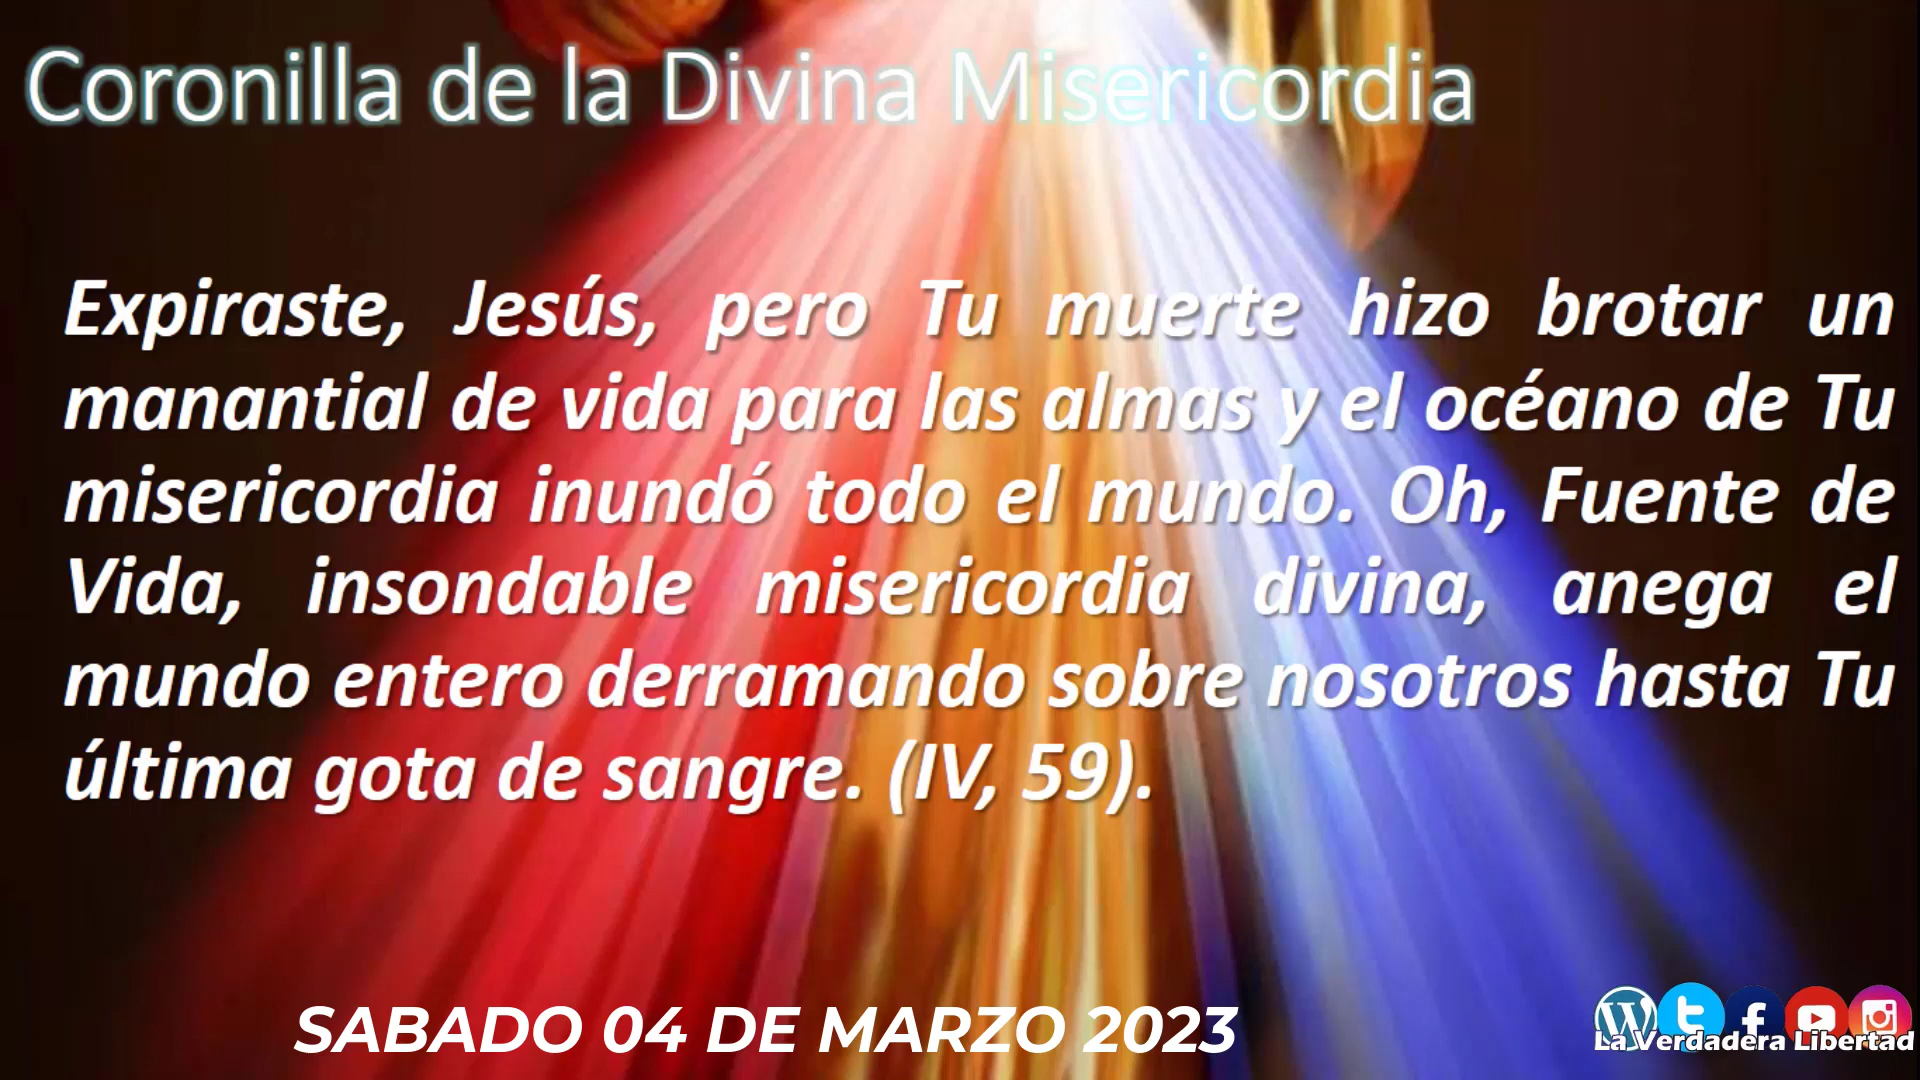 Coronilla de la Divina Misericordia
Expiraste, Jesús, pero Tu muerte hizo brotar un
manantial de vida para las almas y el océano de Tu
misericordia inundó todo el mundo. Oh, Fuente de
Vida, insondable misericordia divina, anega el
mundo entero derramando sobre nosotros hasta Tu
última gota de sangre. (IV, 59).
SABADO 04 DE MARZO 2023
La Verdadera Libertad